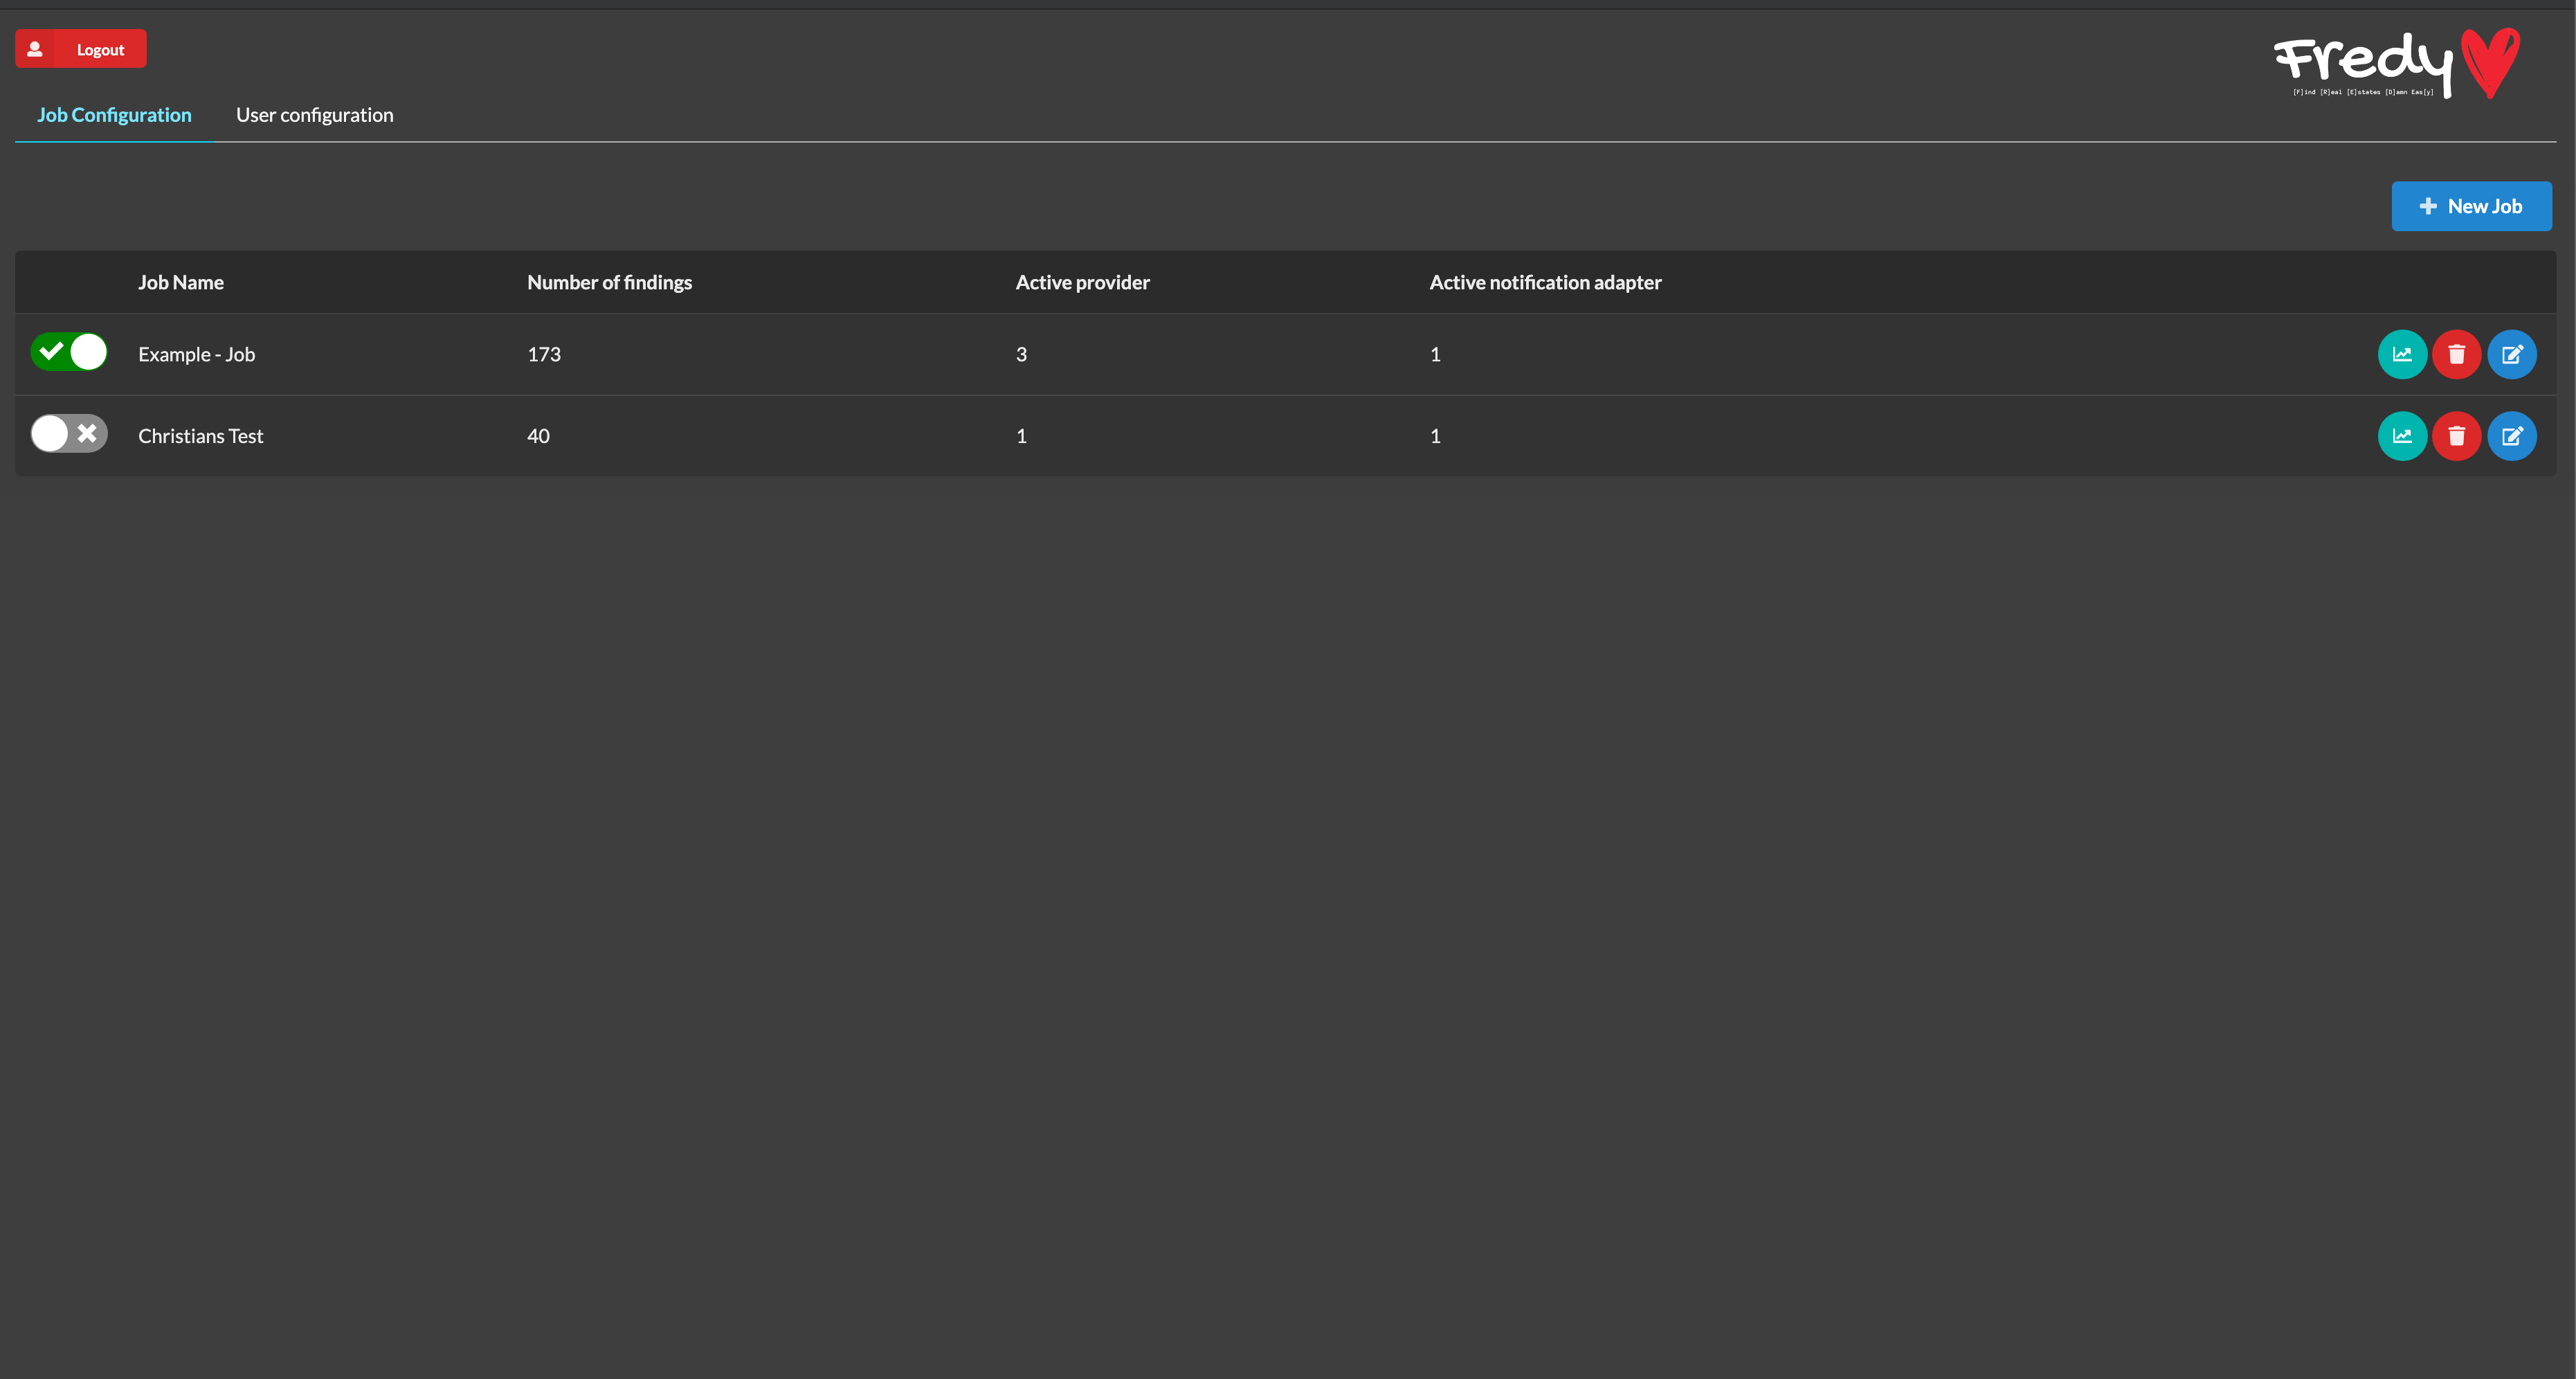 Logout
Fredy
[F]ind [R]eal [E]states [D]amn Eas[y]
Job Configuration User configuration
New Job
Job Name Number of findings Active provider Active notification adapter
Example - Job 173 3 1
Christians Test 40 1 1